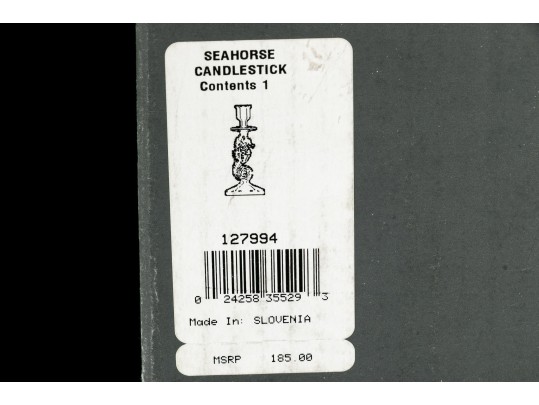 SEAHORSE
CANDLESTICK
Contents 1
127994
0 24258 35529 3
Made In: SLOVENIA
MSRP 185.00